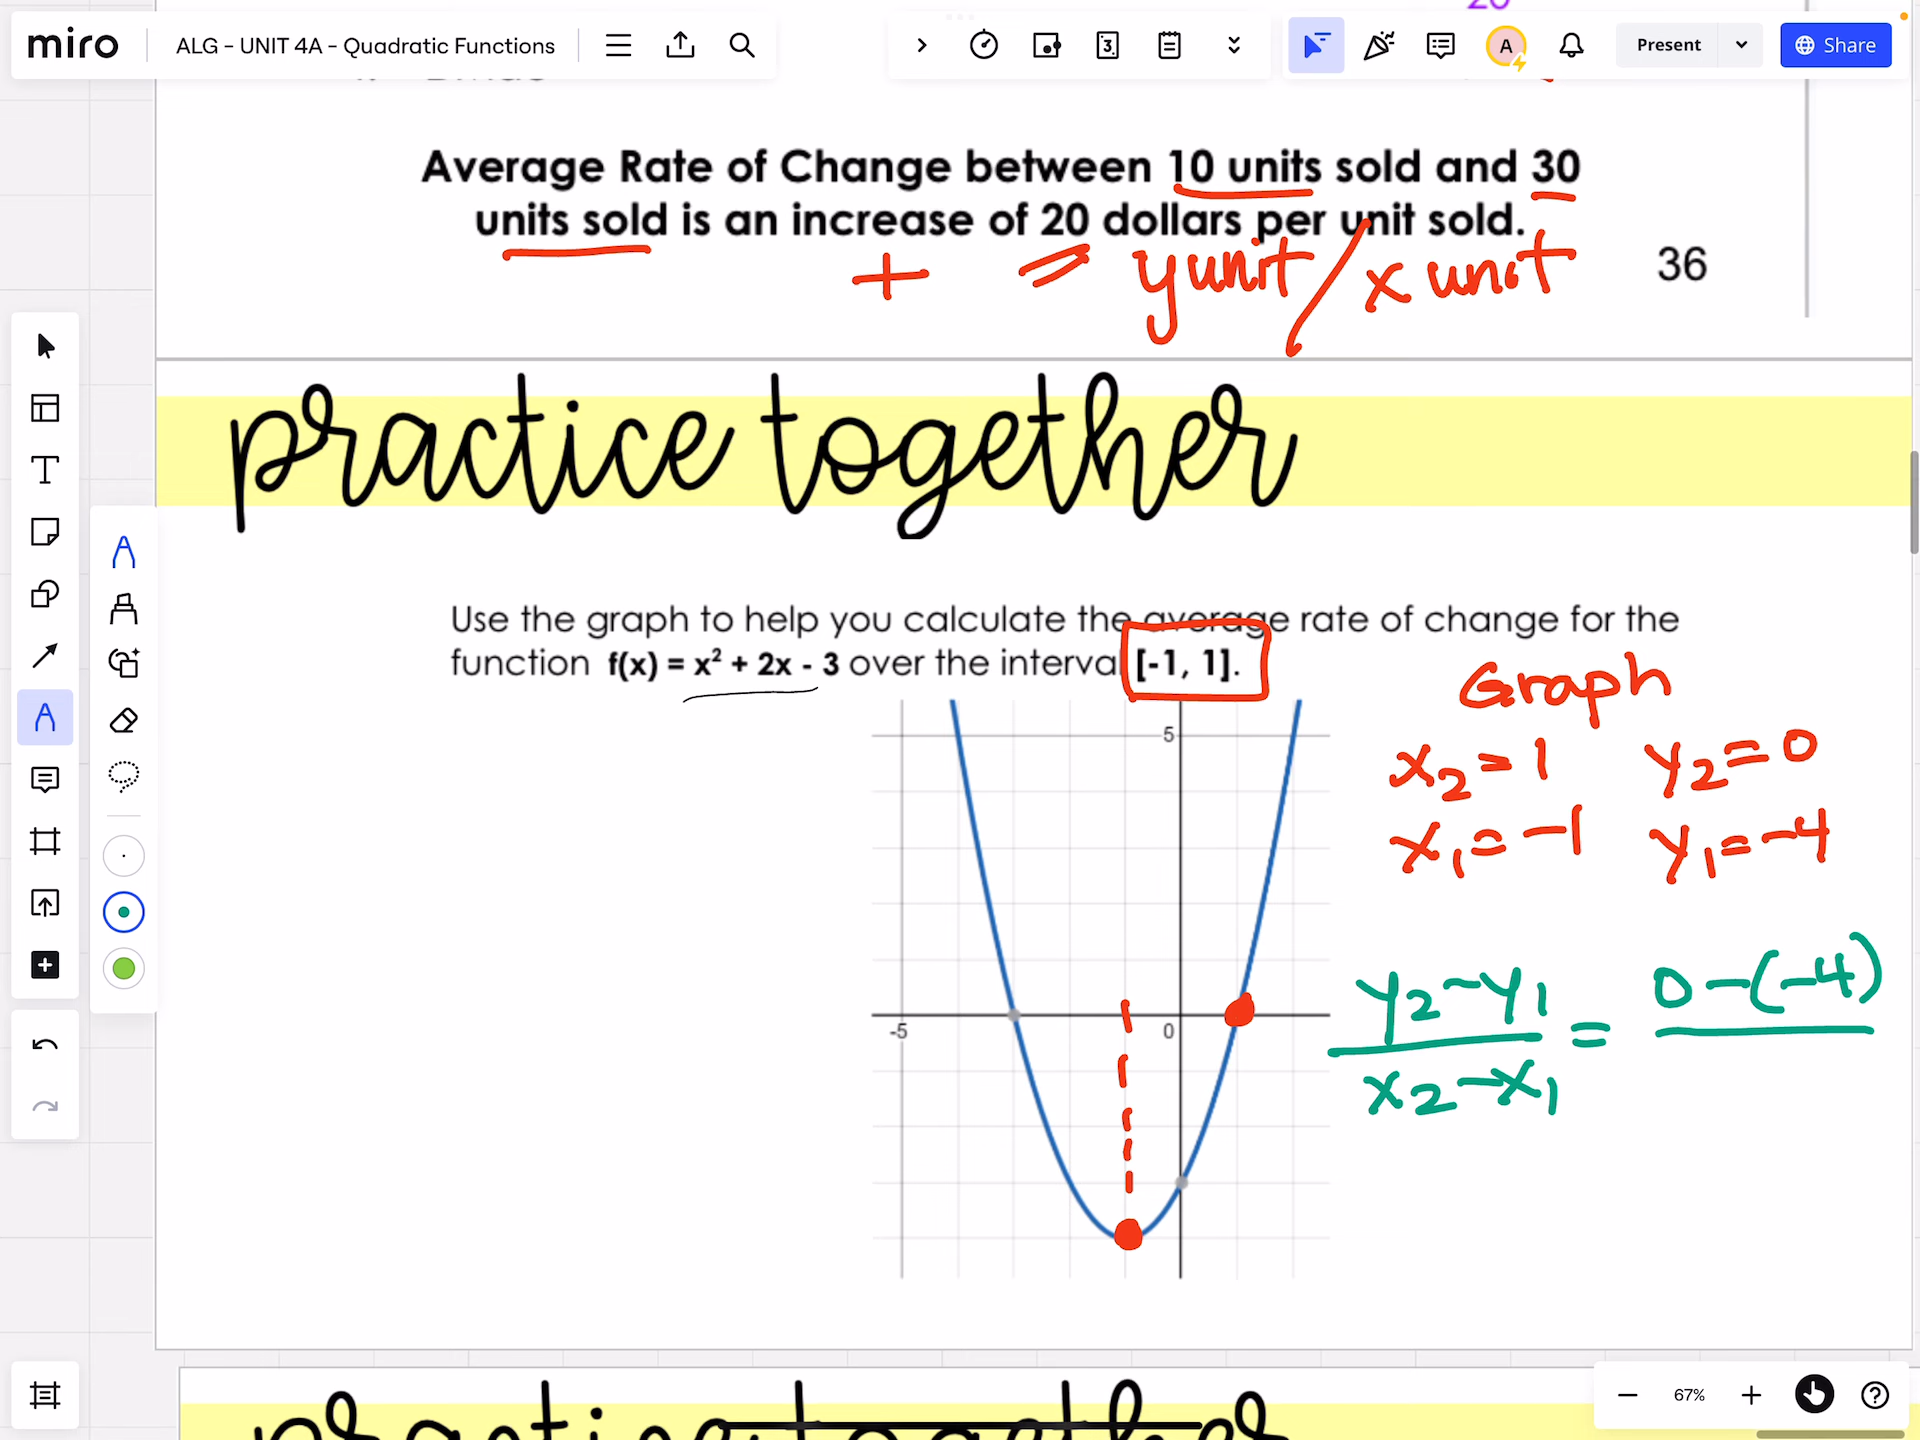 miro ALG - UNIT 4A - Quadratic Functions 3 A Present Share
Average Rate of Change between 10 units sold and 30
units sold is an increase of 20 dollars per unit sold.
+ = y unit / x unit
36
practice together
Use the graph to help you calculate the average rate of change for the
function f(x) = x² + 2x - 3 over the interval [-1, 1].
Graph
x₂ = 1 y₂ = 0
x₁ = -1 y₁ = -4
5
-5
0
y₂ - y₁ = 0 - (-4)
x₂ - x₁
practice together
67%